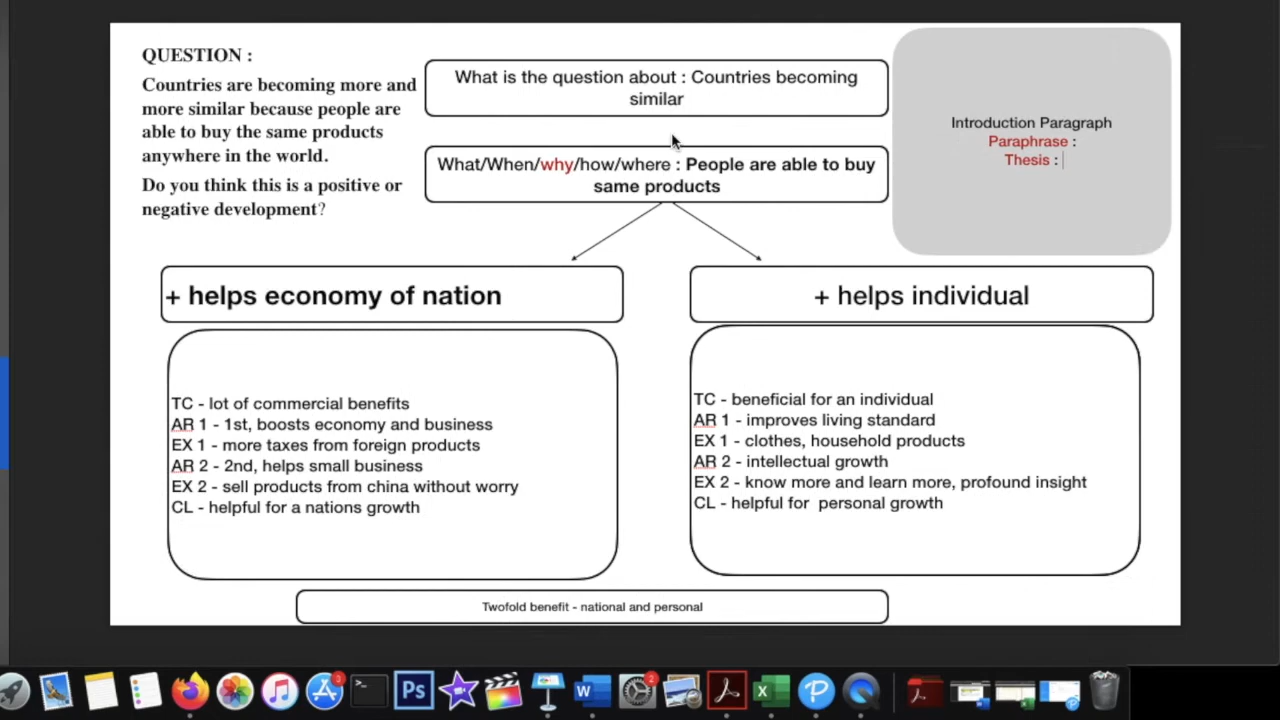 QUESTION :
Countries are becoming more and
more similar because people are
able to buy the same products
anywhere in the world.
Do you think this is a positive or
negative development?
What is the question about : Countries becoming
similar
What/When/why/how/where : People are able to buy
same products
Introduction Paragraph
Paraphrase :
Thesis :
+ helps economy of nation
TC - lot of commercial benefits
AR 1 - 1st, boosts economy and business
EX 1 - more taxes from foreign products
AR 2 - 2nd, helps small business
EX 2 - sell products from china without worry
CL - helpful for a nations growth
+ helps individual
TC - beneficial for an individual
AR 1 - improves living standard
EX 1 - clothes, household products
AR 2 - intellectual growth
EX 2 - know more and learn more, profound insight
CL - helpful for  personal growth
Twofold benefit - national and personal
3
Ps
W
2
X
P